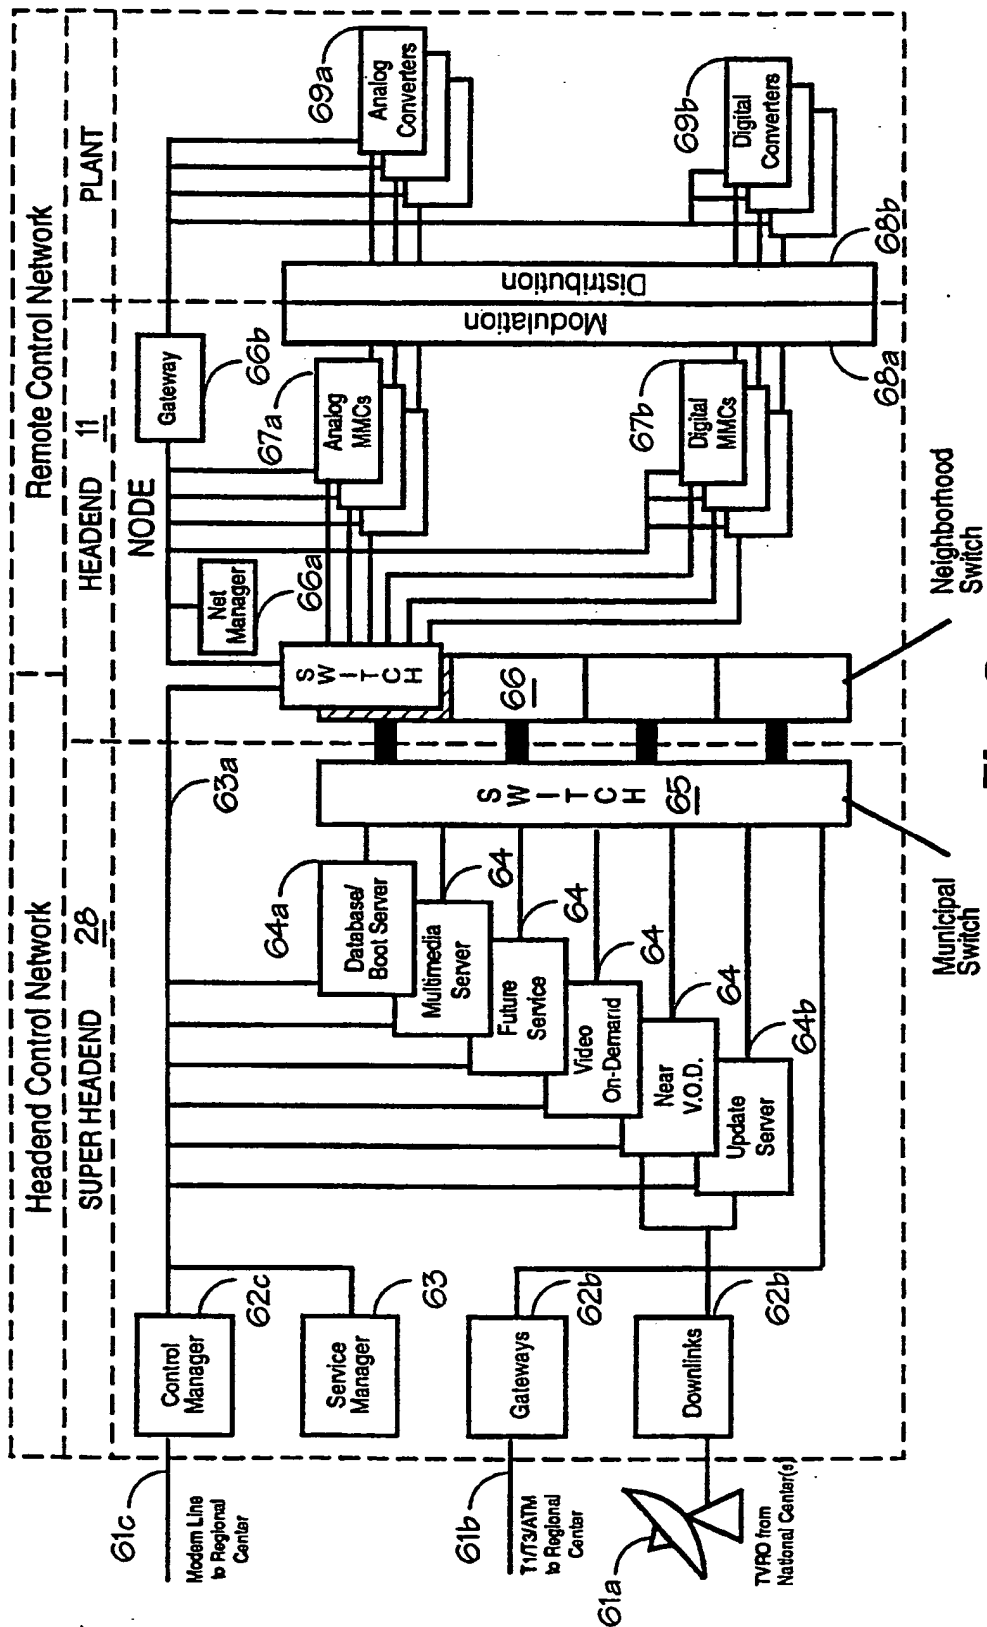 Headend Control Network
Remote Control Network
SUPER HEADEND 28
HEADEND 11
PLANT
NODE
61c
Modem Line
to Regional
Center
Control
Manager
62c
63a
Service
Manager
63
61b
T1/T3/ATM
to Regional
Center
Gateways
62b
61a
TVRO from
National Center(s)
Downlinks
62b
64a
Database/
Boot Server
Multimedia
Server
64
Future
Service
64
Video
On-Demand
64
Near
V.O.D.
64
Update
Server
64b
SWITCH 65
Municipal
Switch
SWITCH
66
Neighborhood
Switch
Net
Manager
66a
Gateway
66b
67a
Analog
MMCs
67b
Digital
MMCs
Modulation
68a
Distribution
68b
Analog
Converters
69a
Digital
Converters
69b